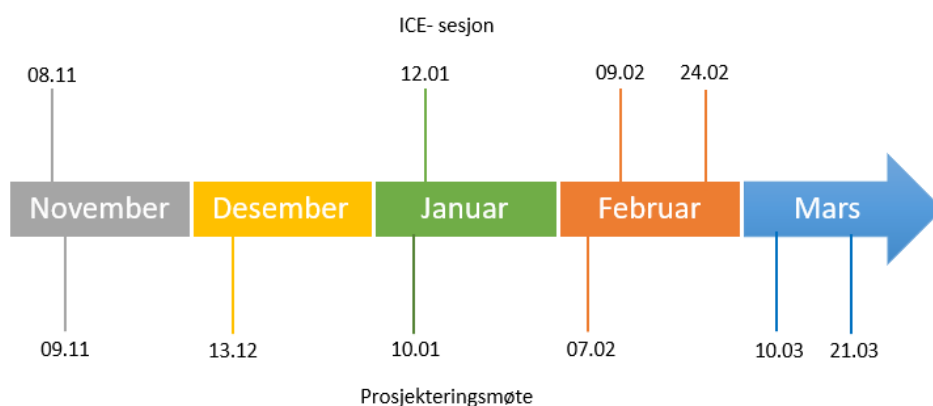 ICE- sesjon
08.11 12.01 09.02 24.02
November Desember Januar Februar Mars
09.11 13.12 10.01 07.02 10.03 21.03
Prosjekteringsmøte